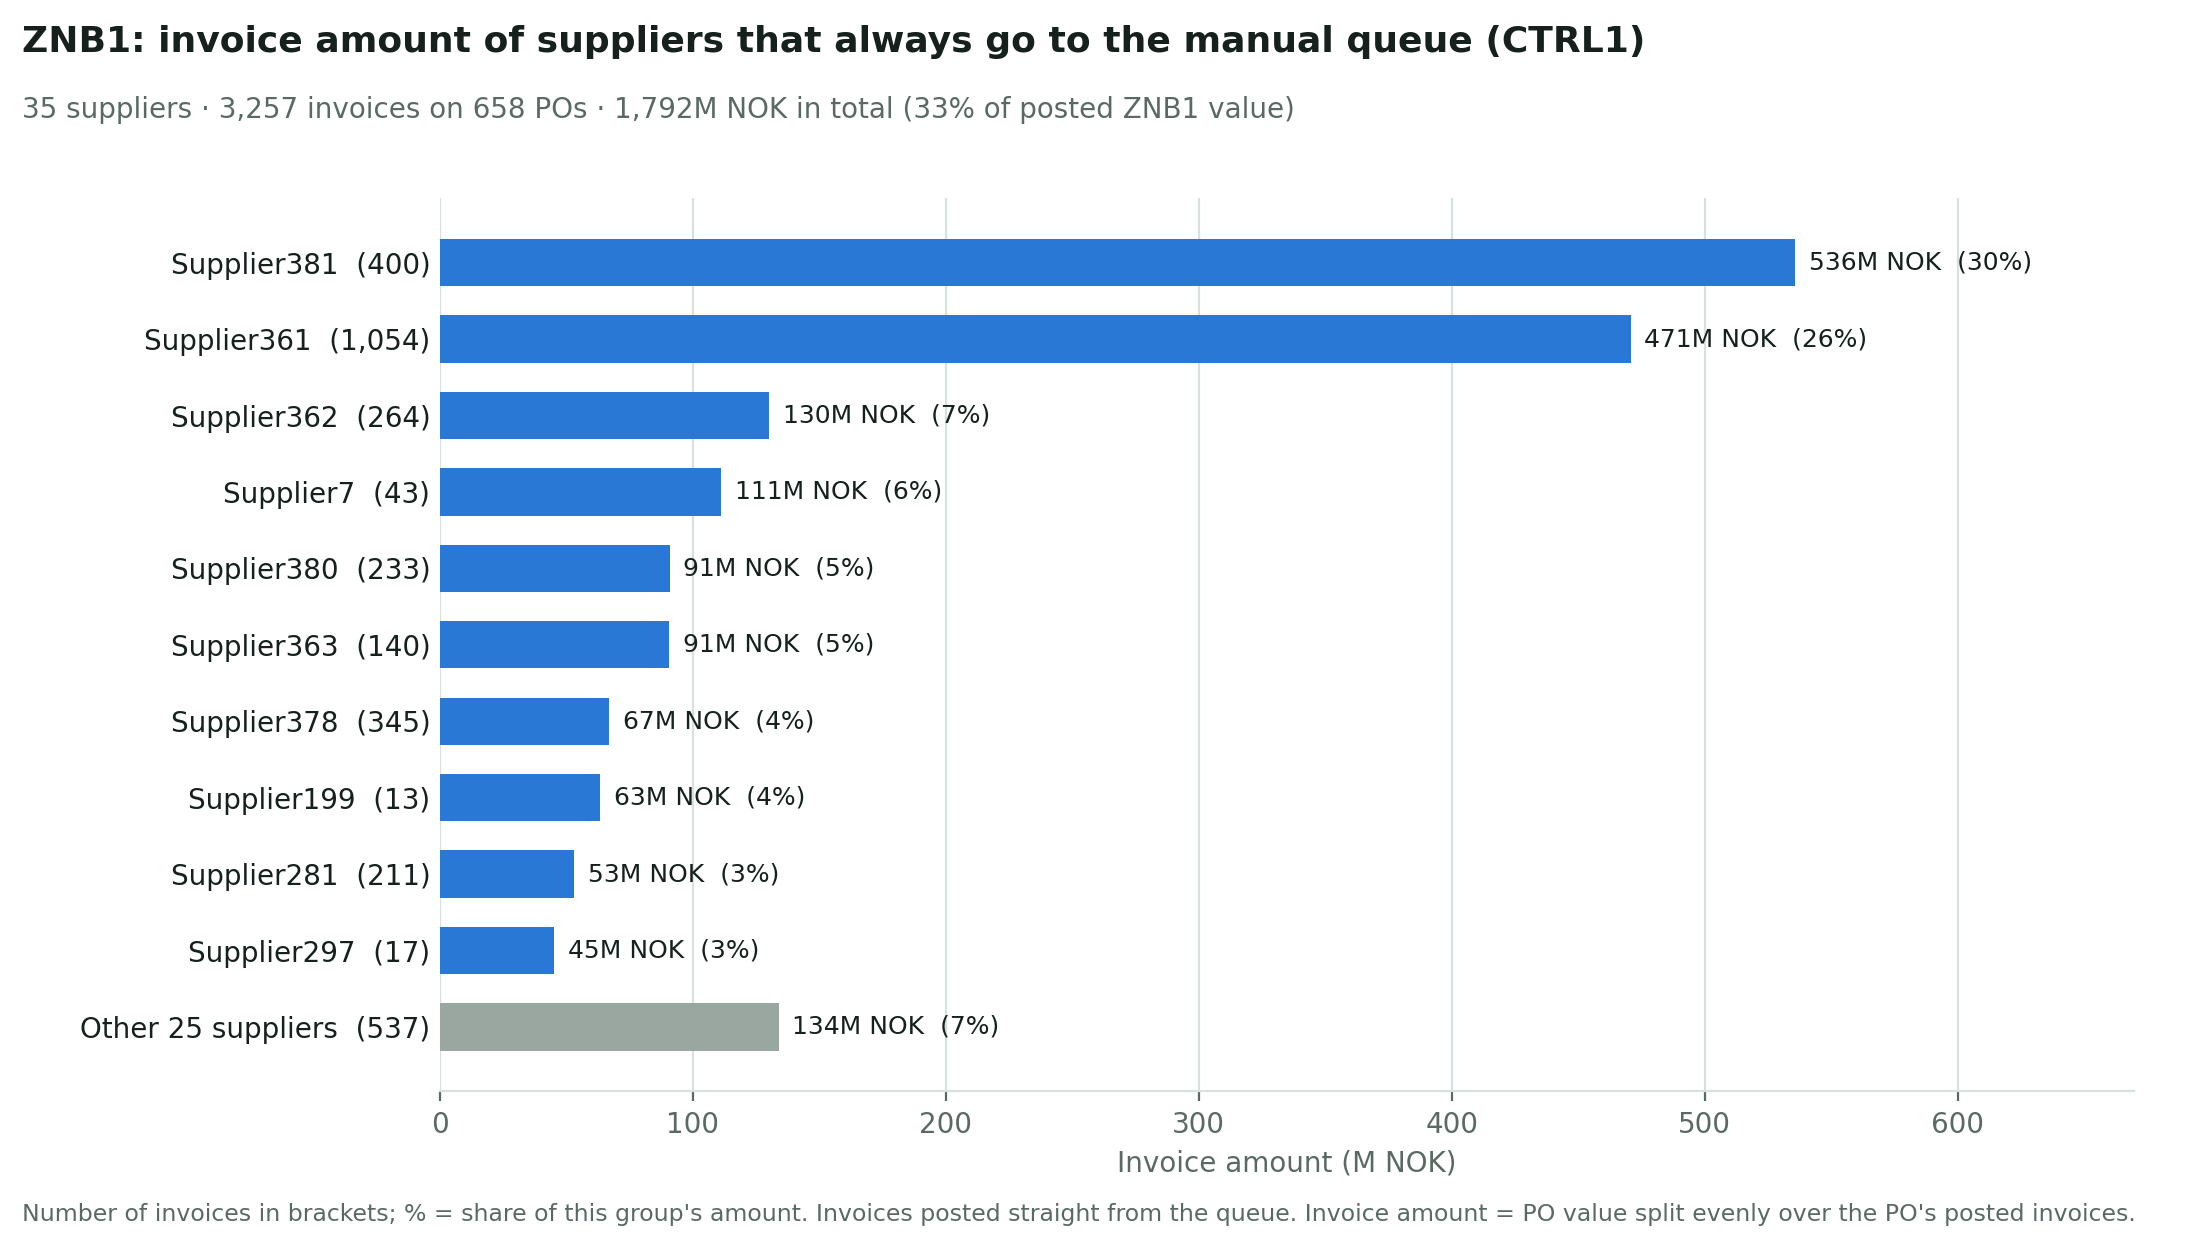 ZNB1: invoice amount of suppliers that always go to the manual queue (CTRL1)
35 suppliers · 3,257 invoices on 658 POs · 1,792M NOK in total (33% of posted ZNB1 value)
Supplier381 (400) 536M NOK (30%)
Supplier361 (1,054) 471M NOK (26%)
Supplier362 (264) 130M NOK (7%)
Supplier7 (43) 111M NOK (6%)
Supplier380 (233) 91M NOK (5%)
Supplier363 (140) 91M NOK (5%)
Supplier378 (345) 67M NOK (4%)
Supplier199 (13) 63M NOK (4%)
Supplier281 (211) 53M NOK (3%)
Supplier297 (17) 45M NOK (3%)
Other 25 suppliers (537) 134M NOK (7%)
0 100 200 300 400 500 600
Invoice amount (M NOK)
Number of invoices in brackets; % = share of this group's amount. Invoices posted straight from the queue. Invoice amount = PO value split evenly over the PO's posted invoices.